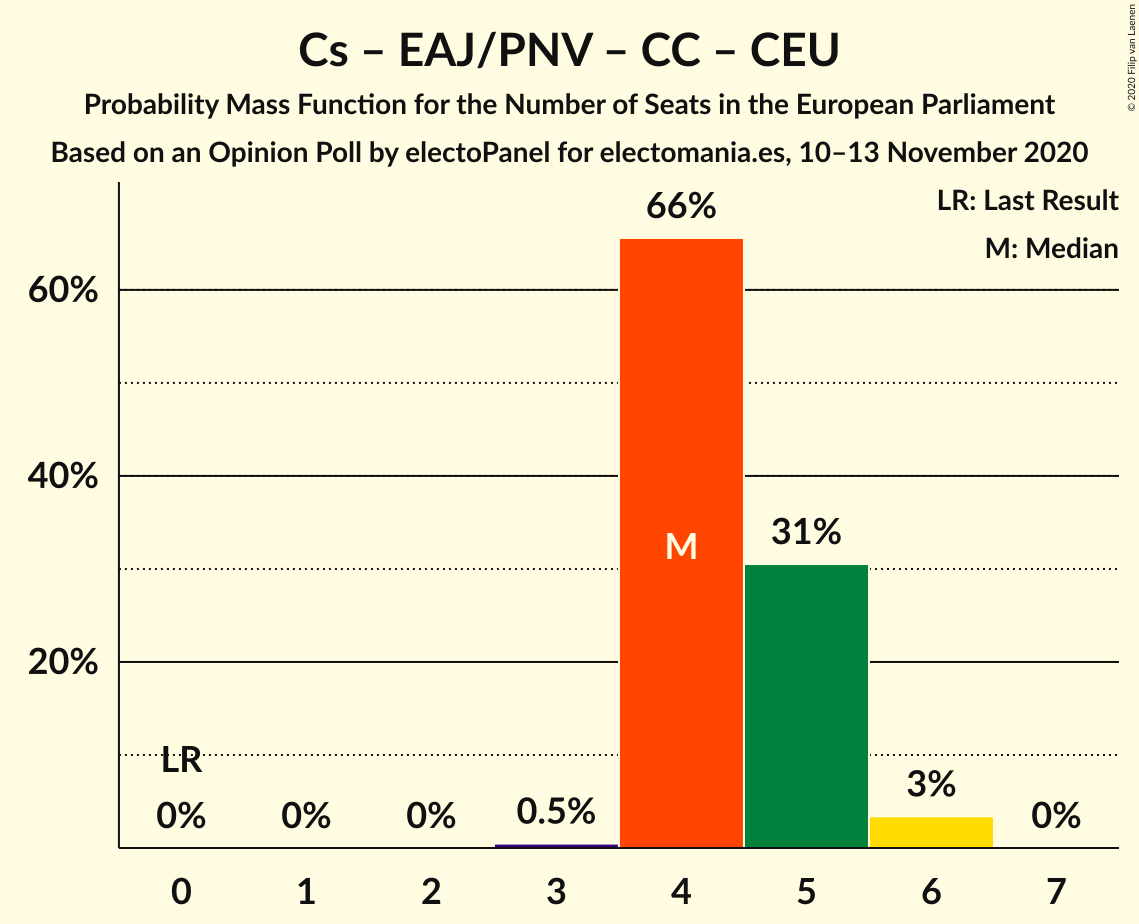 Cs – EAJ/PNV – CC – CEU
Probability Mass Function for the Number of Seats in the European Parliament
Based on an Opinion Poll by electoPanel for electomania.es, 10–13 November 2020
© 2020 Filip van Laenen
LR: Last Result
M: Median
66%
60%
40%
31%
M
20%
LR
0%
0%
0%
0.5%
3%
0%
0 1 2 3 4 5 6 7